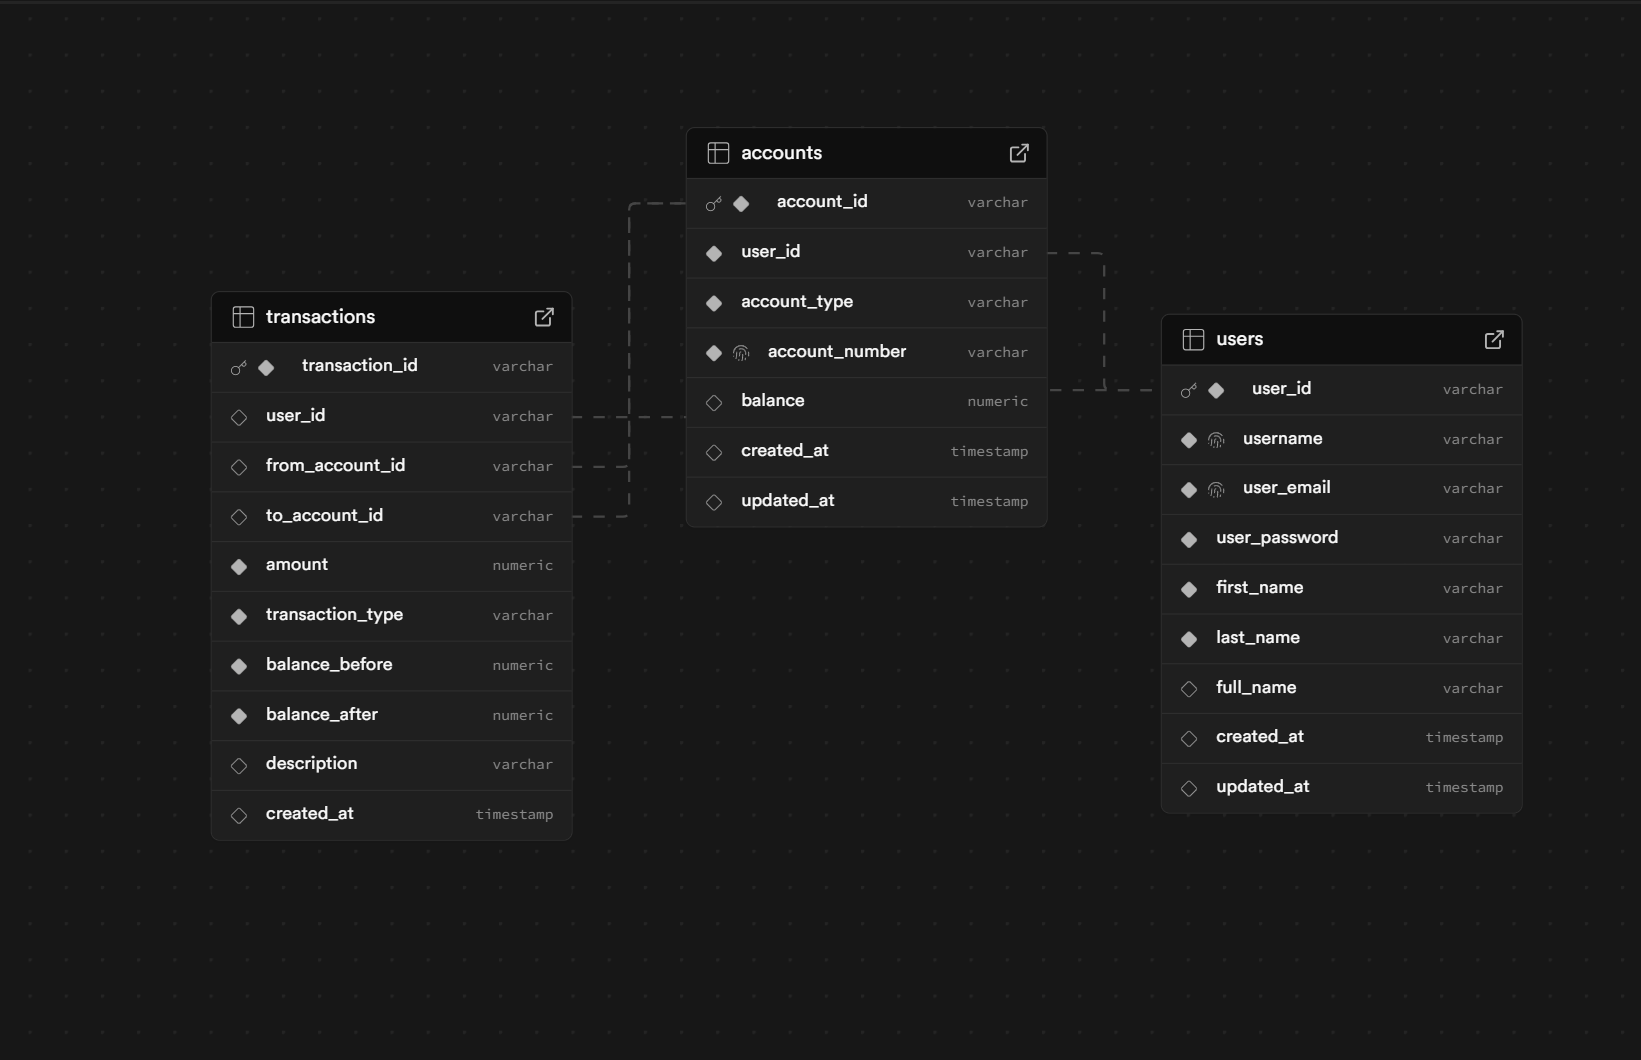 transactions
transaction_id varchar
user_id varchar
from_account_id varchar
to_account_id varchar
amount numeric
transaction_type varchar
balance_before numeric
balance_after numeric
description varchar
created_at timestamp
accounts
account_id varchar
user_id varchar
account_type varchar
account_number varchar
balance numeric
created_at timestamp
updated_at timestamp
users
user_id varchar
username varchar
user_email varchar
user_password varchar
first_name varchar
last_name varchar
full_name varchar
created_at timestamp
updated_at timestamp